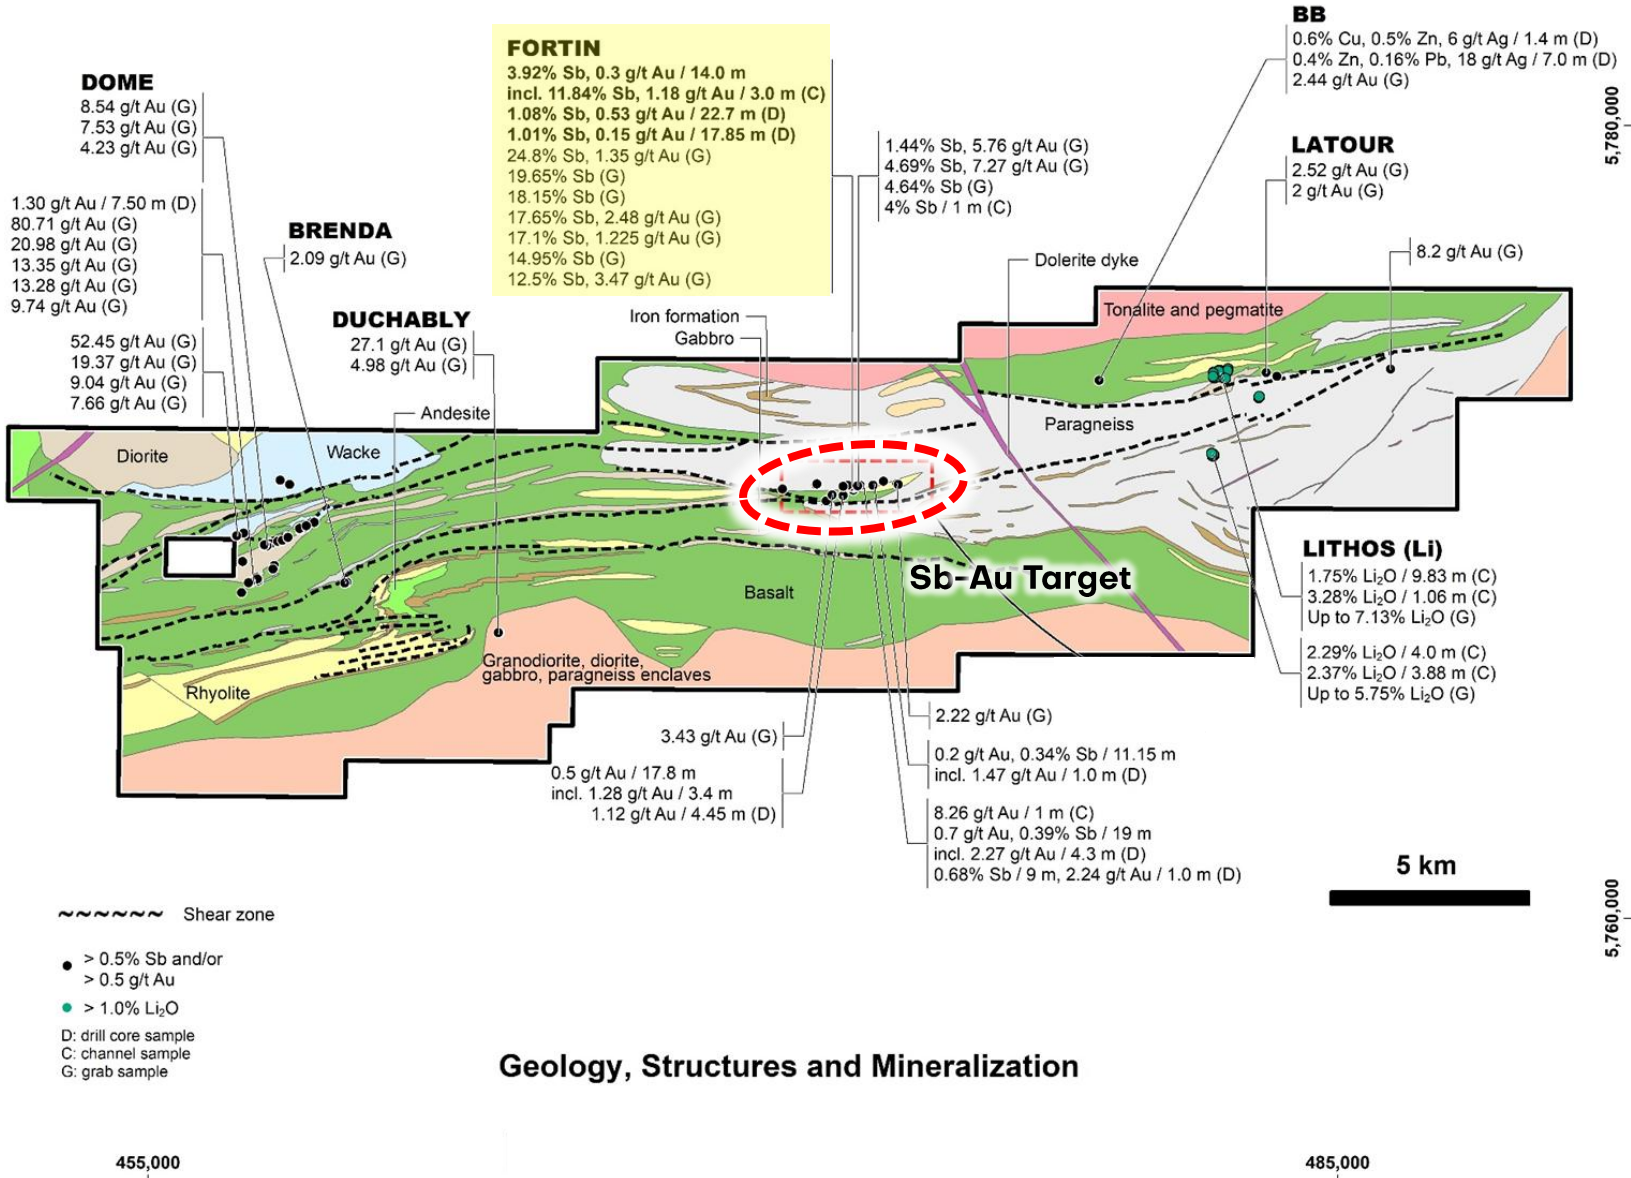 BB
0.6% Cu, 0.5% Zn, 6 g/t Ag / 1.4 m (D)
0.4% Zn, 0.16% Pb, 18 g/t Ag / 7.0 m (D)
2.44 g/t Au (G)
FORTIN
3.92% Sb, 0.3 g/t Au / 14.0 m
incl. 11.84% Sb, 1.18 g/t Au / 3.0 m (C)
1.08% Sb, 0.53 g/t Au / 22.7 m (D)
1.01% Sb, 0.15 g/t Au / 17.85 m (D)
24.8% Sb, 1.35 g/t Au (G)
19.65% Sb (G)
18.15% Sb (G)
17.65% Sb, 2.48 g/t Au (G)
17.1% Sb, 1.225 g/t Au (G)
14.95% Sb (G)
12.5% Sb, 3.47 g/t Au (G)
DOME
8.54 g/t Au (G)
7.53 g/t Au (G)
4.23 g/t Au (G)
1.30 g/t Au / 7.50 m (D)
80.71 g/t Au (G)
20.98 g/t Au (G)
13.35 g/t Au (G)
13.28 g/t Au (G)
9.74 g/t Au (G)
52.45 g/t Au (G)
19.37 g/t Au (G)
9.04 g/t Au (G)
7.66 g/t Au (G)
BRENDA
2.09 g/t Au (G)
DUCHABLY
27.1 g/t Au (G)
4.98 g/t Au (G)
1.44% Sb, 5.76 g/t Au (G)
4.69% Sb, 7.27 g/t Au (G)
4.64% Sb (G)
4% Sb / 1 m (C)
LATOUR
2.52 g/t Au (G)
2 g/t Au (G)
8.2 g/t Au (G)
5,780,000
Dolerite dyke
Iron formation
Gabbro
Tonalite and pegmatite
Andesite
Paragneiss
Diorite
Wacke
Basalt
Sb-Au Target
Granodiorite, diorite,
gabbro, paragneiss enclaves
Rhyolite
LITHOS (Li)
1.75% Li₂O / 9.83 m (C)
3.28% Li₂O / 1.06 m (C)
Up to 7.13% Li₂O (G)
2.29% Li₂O / 4.0 m (C)
2.37% Li₂O / 3.88 m (C)
Up to 5.75% Li₂O (G)
3.43 g/t Au (G)
0.5 g/t Au / 17.8 m
incl. 1.28 g/t Au / 3.4 m
1.12 g/t Au / 4.45 m (D)
2.22 g/t Au (G)
0.2 g/t Au, 0.34% Sb / 11.15 m
incl. 1.47 g/t Au / 1.0 m (D)
8.26 g/t Au / 1 m (C)
0.7 g/t Au, 0.39% Sb / 19 m
incl. 2.27 g/t Au / 4.3 m (D)
0.68% Sb / 9 m, 2.24 g/t Au / 1.0 m (D)
5 km
5,760,000
Shear zone
> 0.5% Sb and/or
> 0.5 g/t Au
> 1.0% Li₂O
D: drill core sample
C: channel sample
G: grab sample
Geology, Structures and Mineralization
455,000
485,000